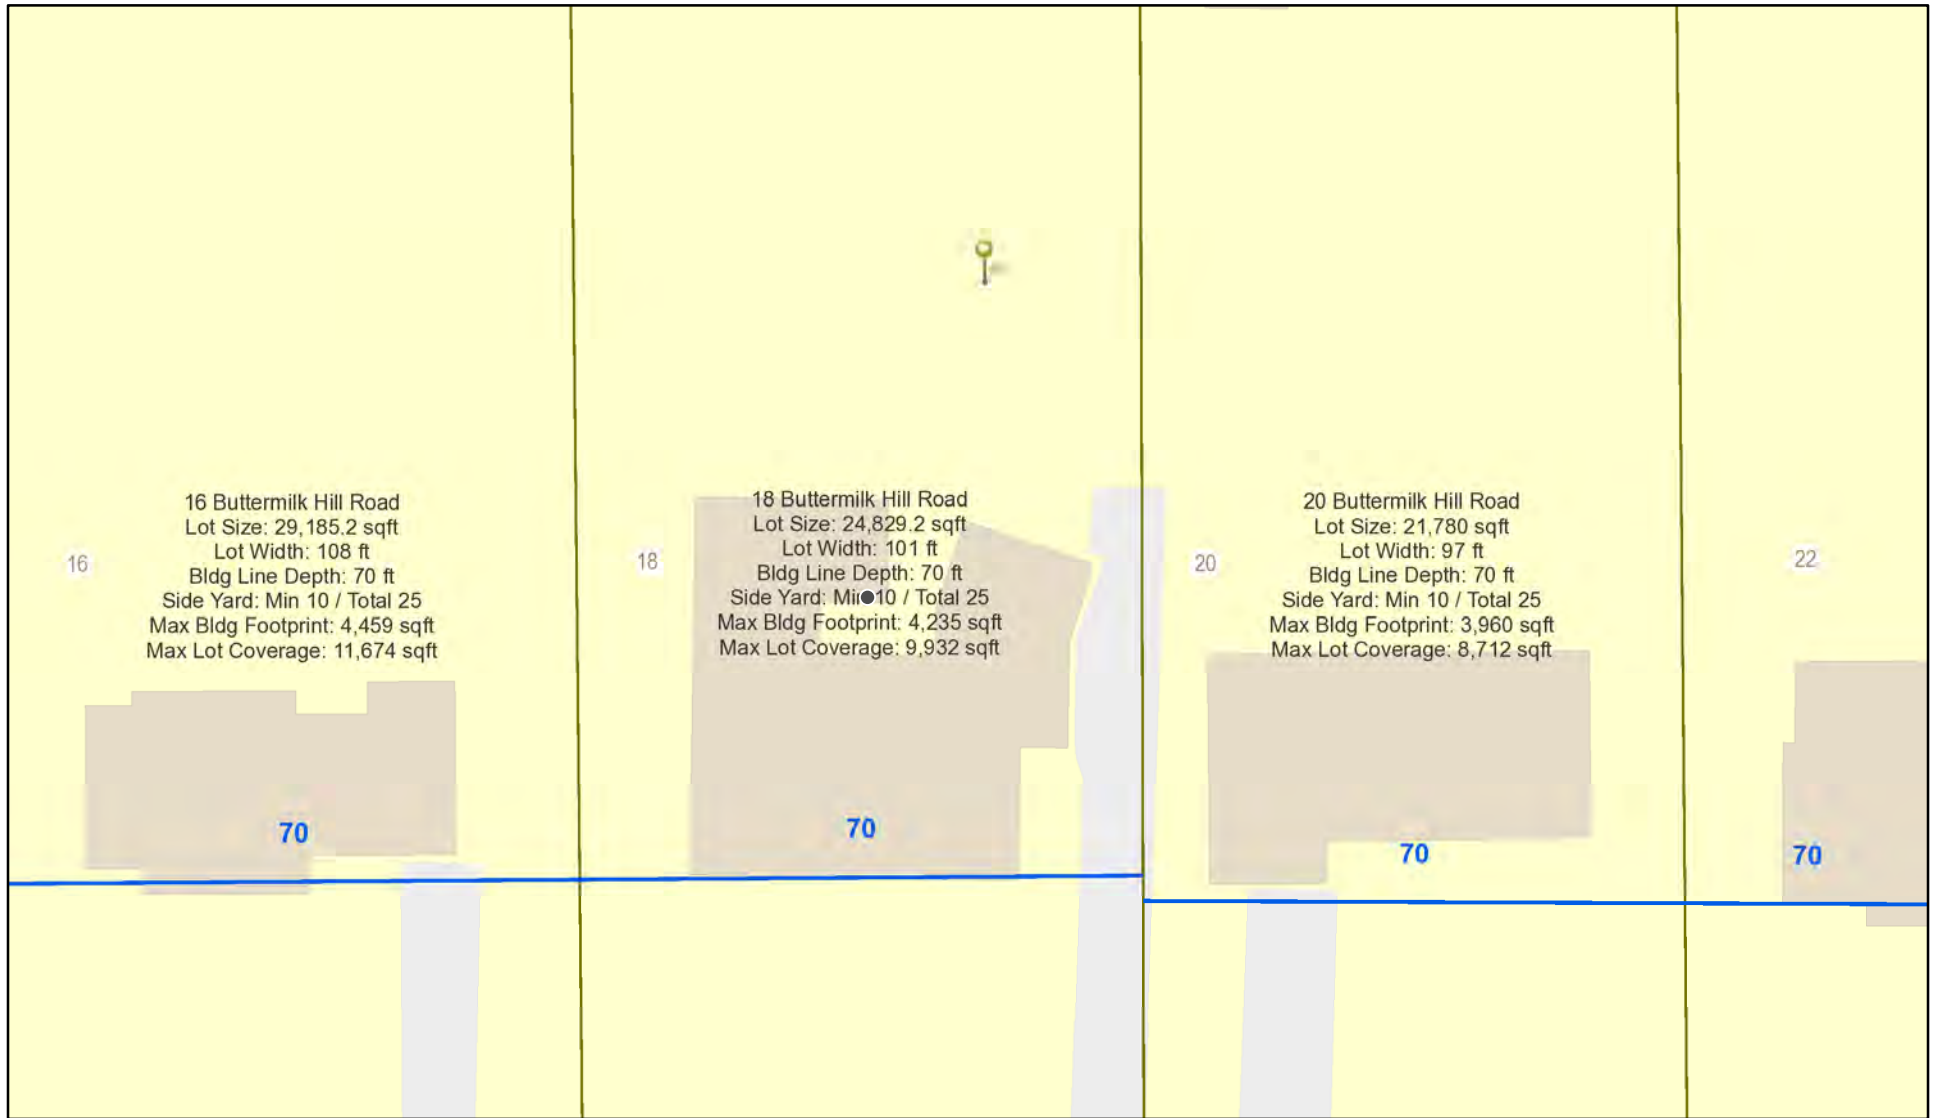 16 Buttermilk Hill Road
Lot Size: 29,185.2 sqft
Lot Width: 108 ft
Bldg Line Depth: 70 ft
Side Yard: Min 10 / Total 25
Max Bldg Footprint: 4,459 sqft
Max Lot Coverage: 11,674 sqft
16
70
18 Buttermilk Hill Road
Lot Size: 24,829.2 sqft
Lot Width: 101 ft
Bldg Line Depth: 70 ft
Side Yard: Min 10 / Total 25
Max Bldg Footprint: 4,235 sqft
Max Lot Coverage: 9,932 sqft
18
70
20 Buttermilk Hill Road
Lot Size: 21,780 sqft
Lot Width: 97 ft
Bldg Line Depth: 70 ft
Side Yard: Min 10 / Total 25
Max Bldg Footprint: 3,960 sqft
Max Lot Coverage: 8,712 sqft
20
70
22
70